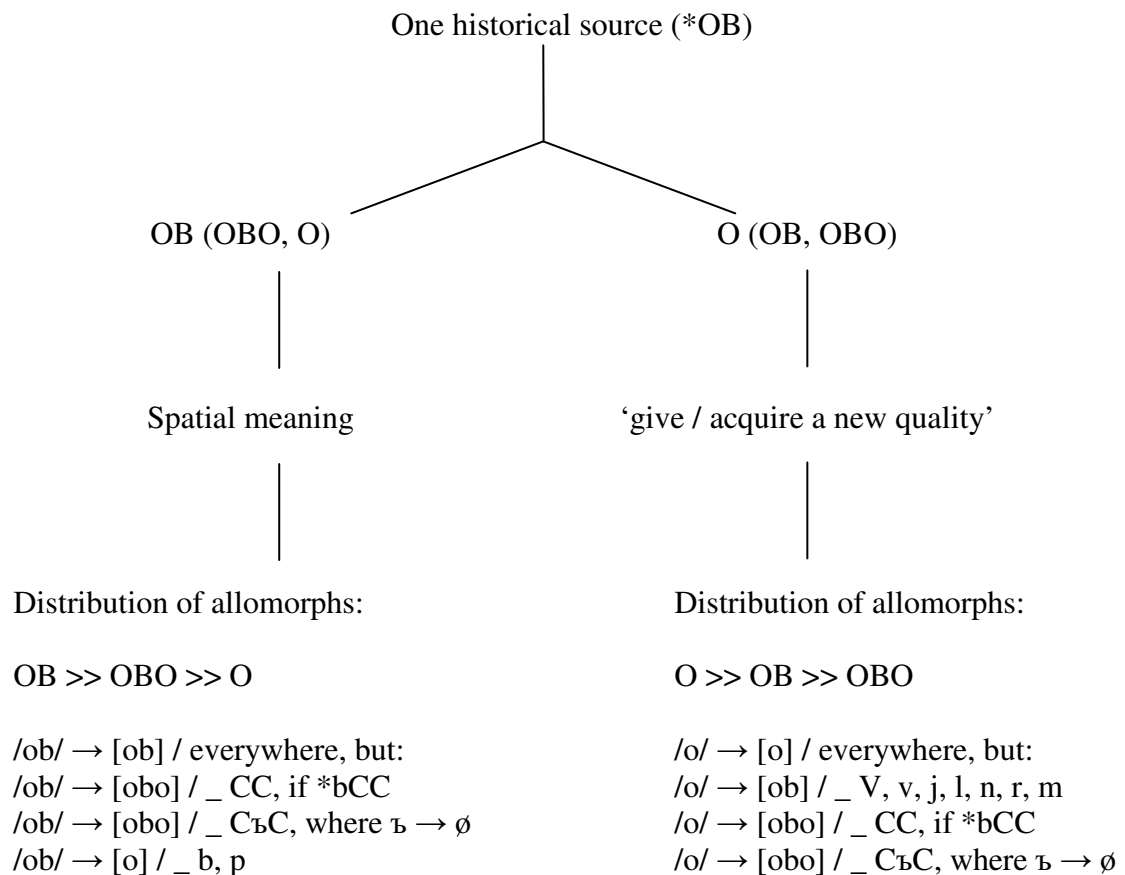 One historical source (*OB)
OB (OBO, O)
O (OB, OBO)
Spatial meaning
‘give / acquire a new quality’
Distribution of allomorphs:
OB >> OBO >> O
/ob/ → [ob] / everywhere, but:
/ob/ → [obo] / _ CC, if *bCC
/ob/ → [obo] / _ CъC, where ъ → ø
/ob/ → [o] / _ b, p
Distribution of allomorphs:
O >> OB >> OBO
/o/ → [o] / everywhere, but:
/o/ → [ob] / _ V, v, j, l, n, r, m
/o/ → [obo] / _ CC, if *bCC
/o/ → [obo] / _ CъC, where ъ → ø